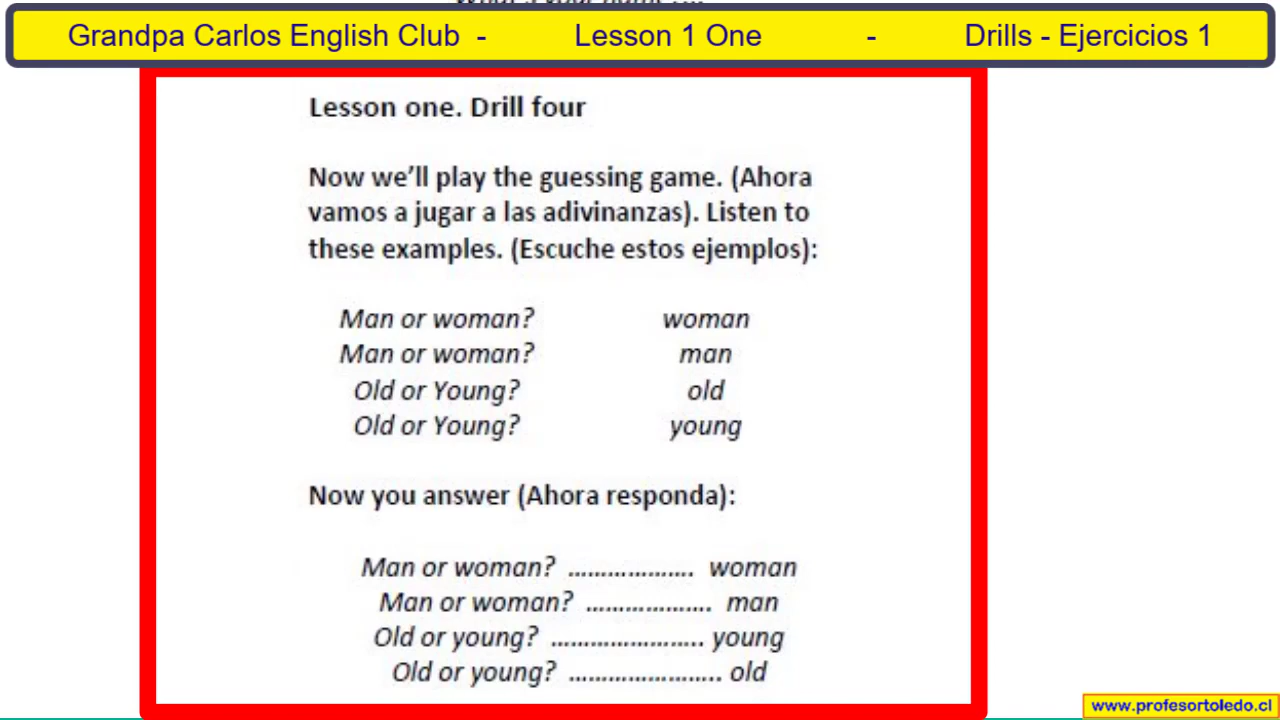 Grandpa Carlos English Club - Lesson 1 One - Drills - Ejercicios 1
Lesson one. Drill four
Now we'll play the guessing game. (Ahora
vamos a jugar a las adivinanzas). Listen to
these examples. (Escuche estos ejemplos):
Man or woman? woman
Man or woman? man
Old or Young? old
Old or Young? young
Now you answer (Ahora responda):
Man or woman? ................... woman
Man or woman? ................... man
Old or young? ....................... young
Old or young? ....................... old
www.profesortoledo.cl